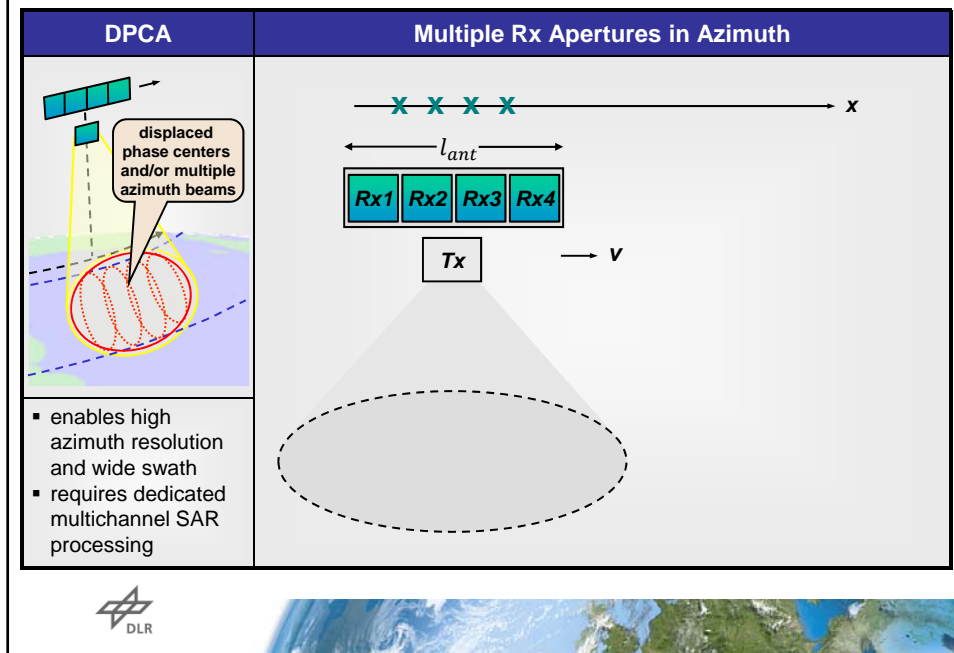 DPCA
Multiple Rx Apertures in Azimuth
displaced
phase centers
and/or multiple
azimuth beams
X X X X
x
l_ant
Rx1 Rx2 Rx3 Rx4
Tx
v
▪ enables high
azimuth resolution
and wide swath
▪ requires dedicated
multichannel SAR
processing
DLR